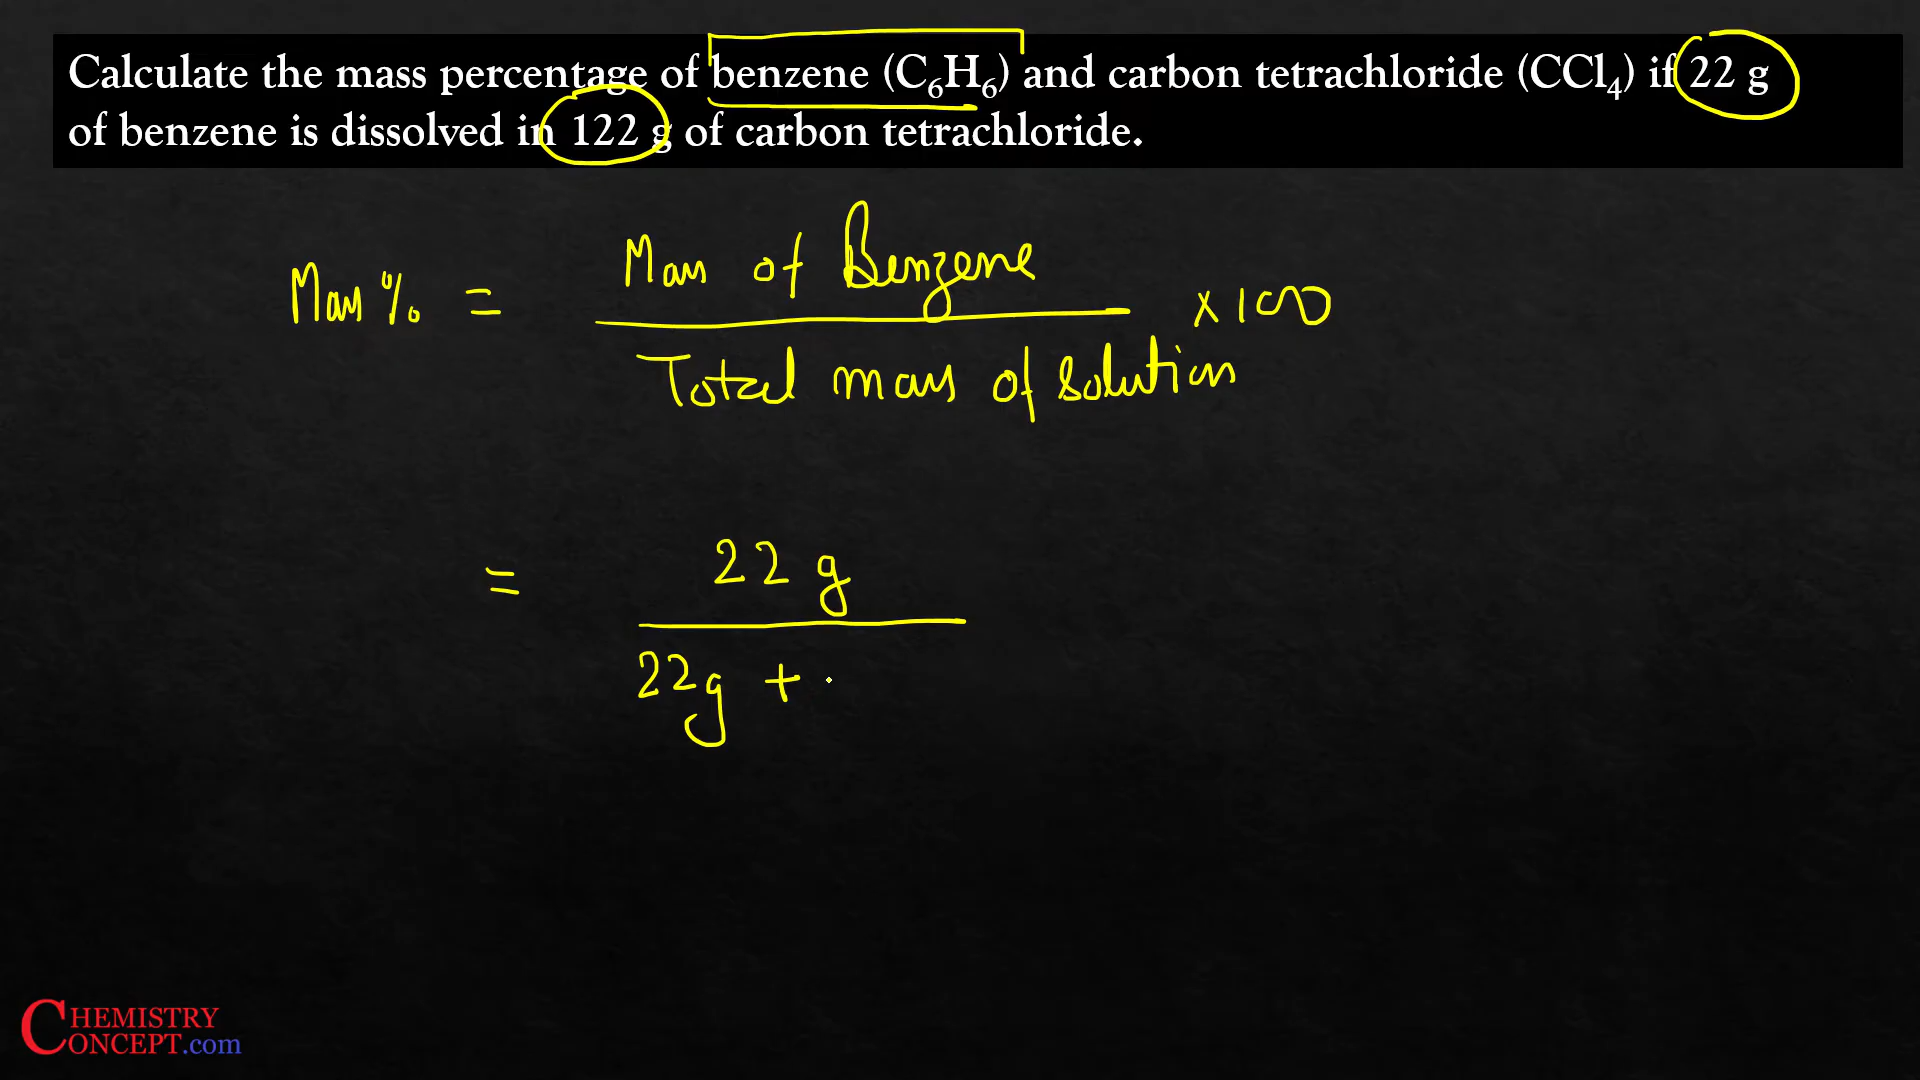 Calculate the mass percentage of benzene (C₆H₆) and carbon tetrachloride (CCl₄) if 22 g
of benzene is dissolved in 122 g of carbon tetrachloride.
Mass % = Mass of Benzene × 100
Total mass of solution
= 22 g
22g +
CHEMISTRY
CONCEPT.com